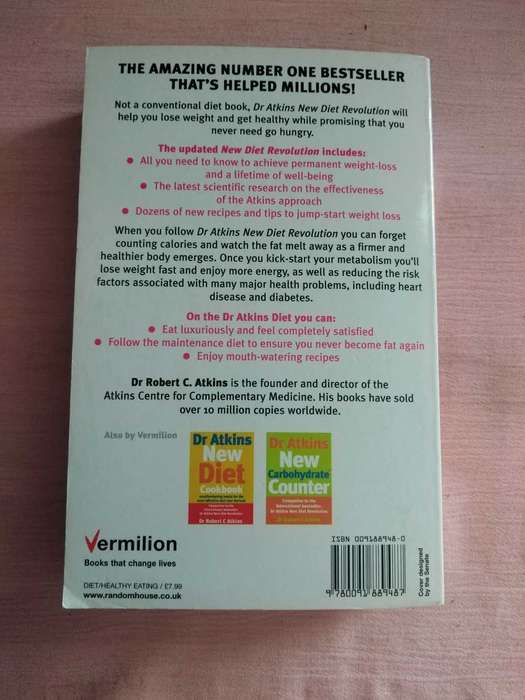 THE AMAZING NUMBER ONE BESTSELLER
THAT'S HELPED MILLIONS!
Not a conventional diet book, Dr Atkins New Diet Revolution will
help you lose weight and get healthy while promising that you
never need go hungry.
The updated New Diet Revolution includes:
● All you need to know to achieve permanent weight-loss
and a lifetime of well-being
● The latest scientific research on the effectiveness
of the Atkins approach
● Dozens of new recipes and tips to jump-start weight loss
When you follow Dr Atkins New Diet Revolution you can forget
counting calories and watch the fat melt away as a firmer and
healthier body emerges. Once you kick-start your metabolism you'll
lose weight fast and enjoy more energy, as well as reducing the risk
factors associated with many major health problems, including heart
disease and diabetes.
On the Dr Atkins Diet you can:
● Eat luxuriously and feel completely satisfied
● Follow the maintenance diet to ensure you never become fat again
● Enjoy mouth-watering recipes
Dr Robert C. Atkins is the founder and director of the
Atkins Centre for Complementary Medicine. His books have sold
over 10 million copies worldwide.
Also by Vermilion
Dr Atkins
New
Diet
Cookbook
Dr Robert C Atkins
Dr Atkins
New
Carbohydrate
Counter
Vermilion
Books that change lives
DIET/HEALTHY EATING / £7.99
www.randomhouse.co.uk
ISBN 009188948-0
9 780091 889487
Cover designed
by the Senate